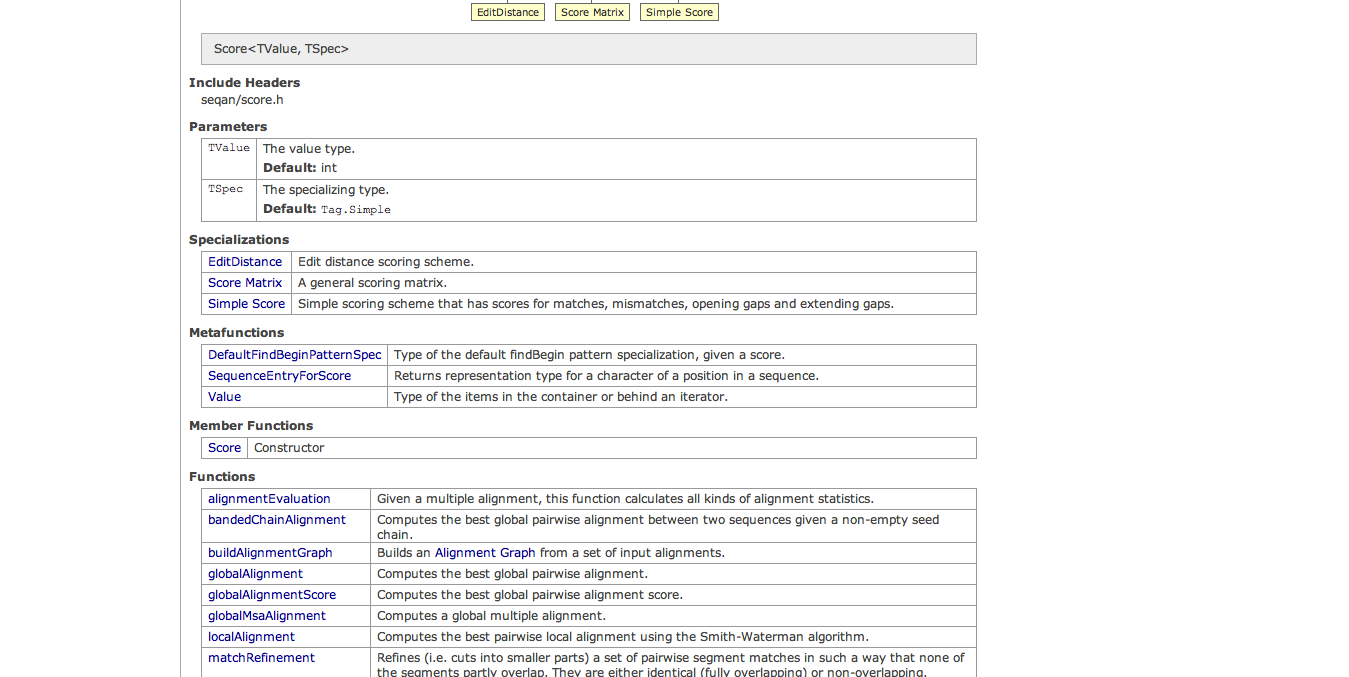 EditDistance Score Matrix Simple Score
Score<TValue, TSpec>
Include Headers
seqan/score.h
Parameters
TValue The value type.
Default: int
TSpec The specializing type.
Default: Tag.Simple
Specializations
EditDistance Edit distance scoring scheme.
Score Matrix A general scoring matrix.
Simple Score Simple scoring scheme that has scores for matches, mismatches, opening gaps and extending gaps.
Metafunctions
DefaultFindBeginPatternSpec Type of the default findBegin pattern specialization, given a score.
SequenceEntryForScore Returns representation type for a character of a position in a sequence.
Value Type of the items in the container or behind an iterator.
Member Functions
Score Constructor
Functions
alignmentEvaluation Given a multiple alignment, this function calculates all kinds of alignment statistics.
bandedChainAlignment Computes the best global pairwise alignment between two sequences given a non-empty seed
chain.
buildAlignmentGraph Builds an Alignment Graph from a set of input alignments.
globalAlignment Computes the best global pairwise alignment.
globalAlignmentScore Computes the best global pairwise alignment score.
globalMsaAlignment Computes a global multiple alignment.
localAlignment Computes the best pairwise local alignment using the Smith-Waterman algorithm.
matchRefinement Refines (i.e. cuts into smaller parts) a set of pairwise segment matches in such a way that none of
the segments partly overlap. They are either identical (fully overlapping) or non-overlapping.